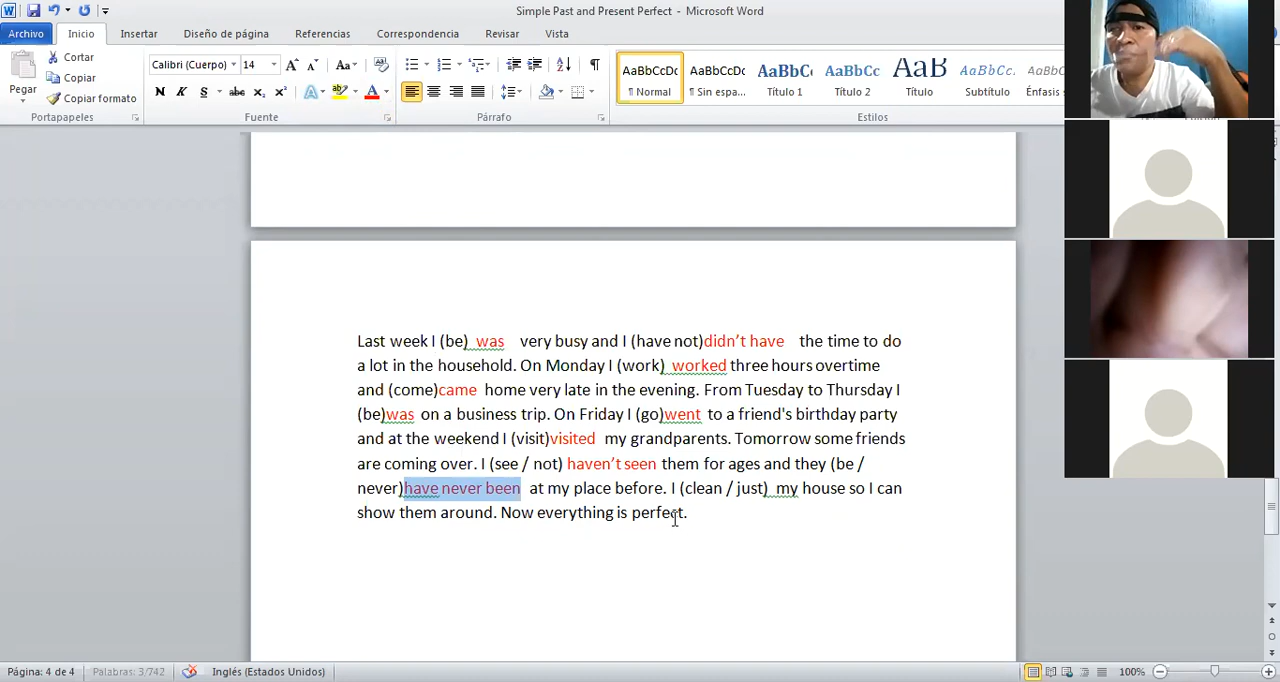 Simple Past and Present Perfect - Microsoft Word
Archivo Inicio Insertar Diseño de página Referencias Correspondencia Revisar Vista
Pegar
Cortar
Copiar
Copiar formato
Portapapeles
Calibri (Cuerpo) 14
Fuente
Párrafo
AaBbCcDc AaBbCcDc AaBbC AaBbCc AaB AaBbCc AaBbCc
¶ Normal ¶ Sin espa... Título 1 Título 2 Título Subtítulo Énfasis
Estilos
Last week I (be) was very busy and I (have not)didn't have the time to do
a lot in the household. On Monday I (work) worked three hours overtime
and (come)came home very late in the evening. From Tuesday to Thursday I
(be)was on a business trip. On Friday I (go)went to a friend's birthday party
and at the weekend I (visit)visited my grandparents. Tomorrow some friends
are coming over. I (see / not) haven't seen them for ages and they (be /
never)have never been at my place before. I (clean / just) my house so I can
show them around. Now everything is perfect.
Página: 4 de 4 Palabras: 3/742 Inglés (Estados Unidos) 100%